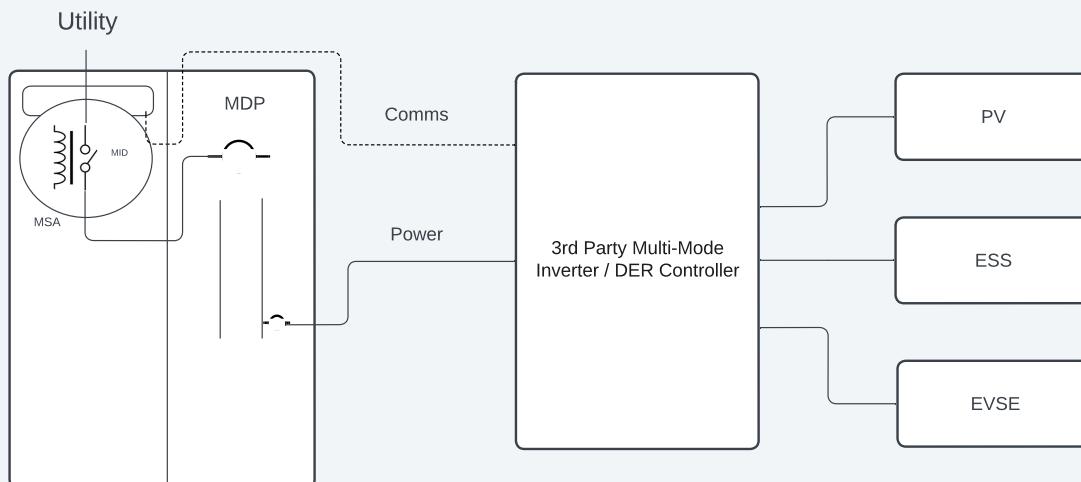 Utility
MDP
MID
MSA
Comms
Power
3rd Party Multi-Mode
Inverter / DER Controller
PV
ESS
EVSE